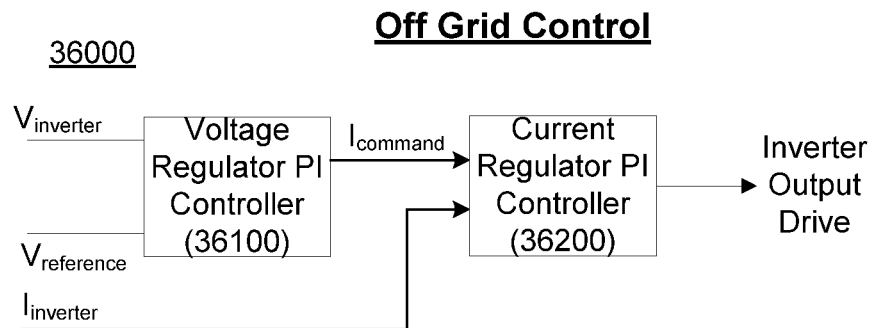 Off Grid Control
36000
Vinverter
Voltage
Regulator PI
Controller
(36100)
Icommand
Current
Regulator PI
Controller
(36200)
Inverter
Output
Drive
Vreference
Iinverter